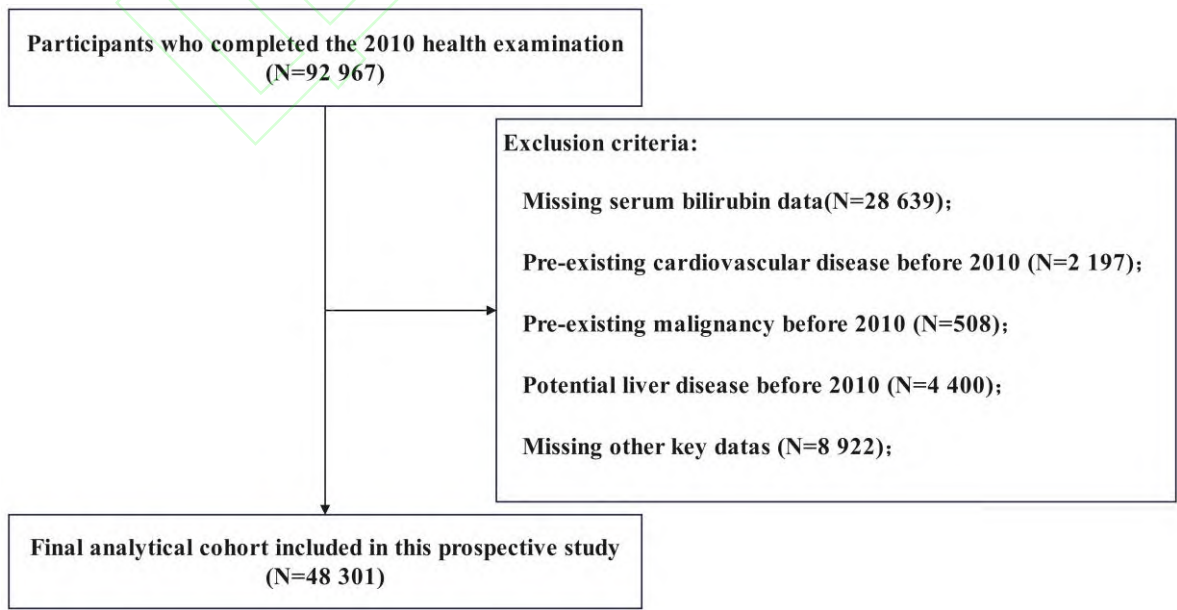 Participants who completed the 2010 health examination
(N=92 967)
Exclusion criteria:
Missing serum bilirubin data(N=28 639);
Pre-existing cardiovascular disease before 2010 (N=2 197);
Pre-existing malignancy before 2010 (N=508);
Potential liver disease before 2010 (N=4 400);
Missing other key datas (N=8 922);
Final analytical cohort included in this prospective study
(N=48 301)